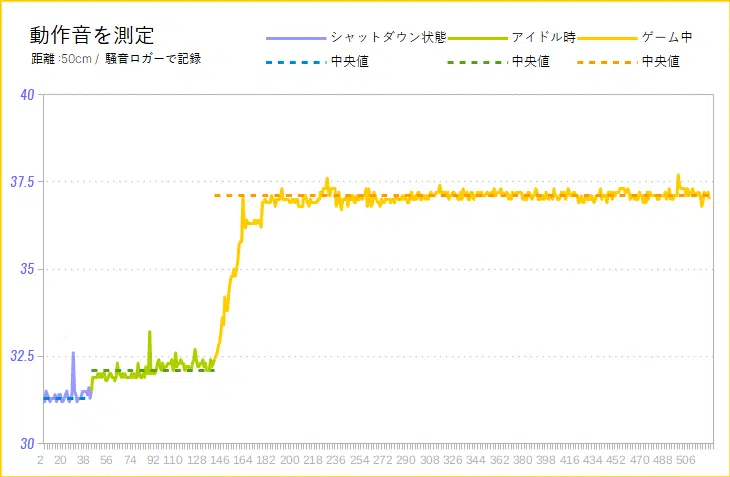 動作音を測定
距離:50cm / 騒音ロガーで記録
シャットダウン状態 アイドル時 ゲーム中
中央値 中央値 中央値
40
37.5
35
32.5
30
2 20 38 56 74 92 110 128 146 164 182 200 218 236 254 272 290 308 326 344 362 380 398 416 434 452 470 488 506